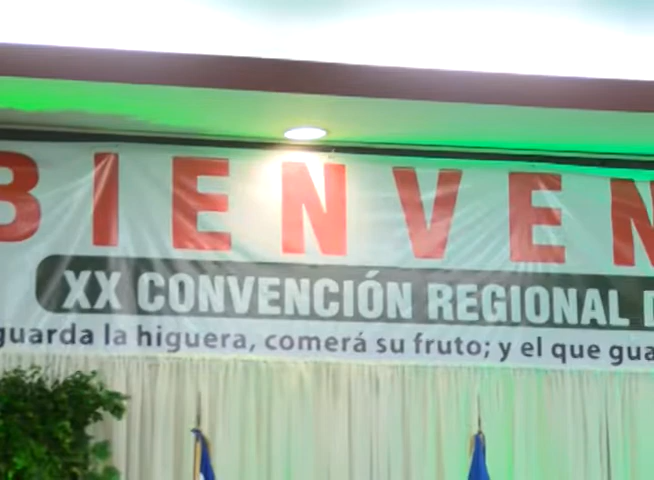 BIENVEN
XX CONVENCIÓN REGIONAL D
guarda la higuera, comerá su fruto; y el que gua